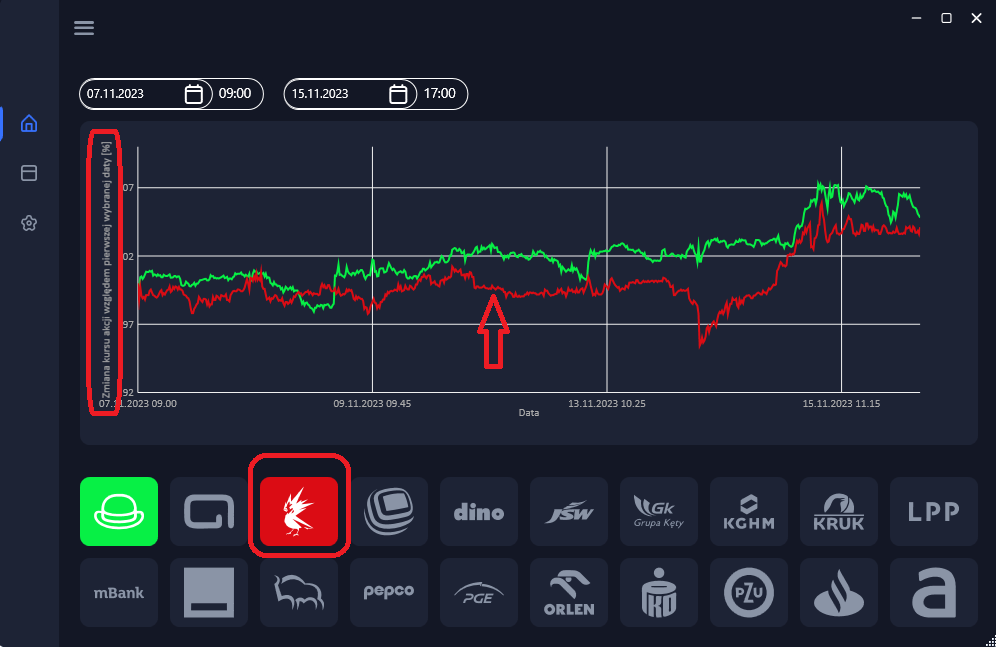 07.11.2023 09:00 15.11.2023 17:00
Zmiana kursu akcji względem pierwszej wybranej daty [%]
07
02
97
92
07.11.2023 09.00 09.11.2023 09.45 13.11.2023 10.25 15.11.2023 11.15
Data
dino JSW Gk Grupa Kęty KGHM KRUK LPP
mBank pepco PGE ORLEN PKO PZU a